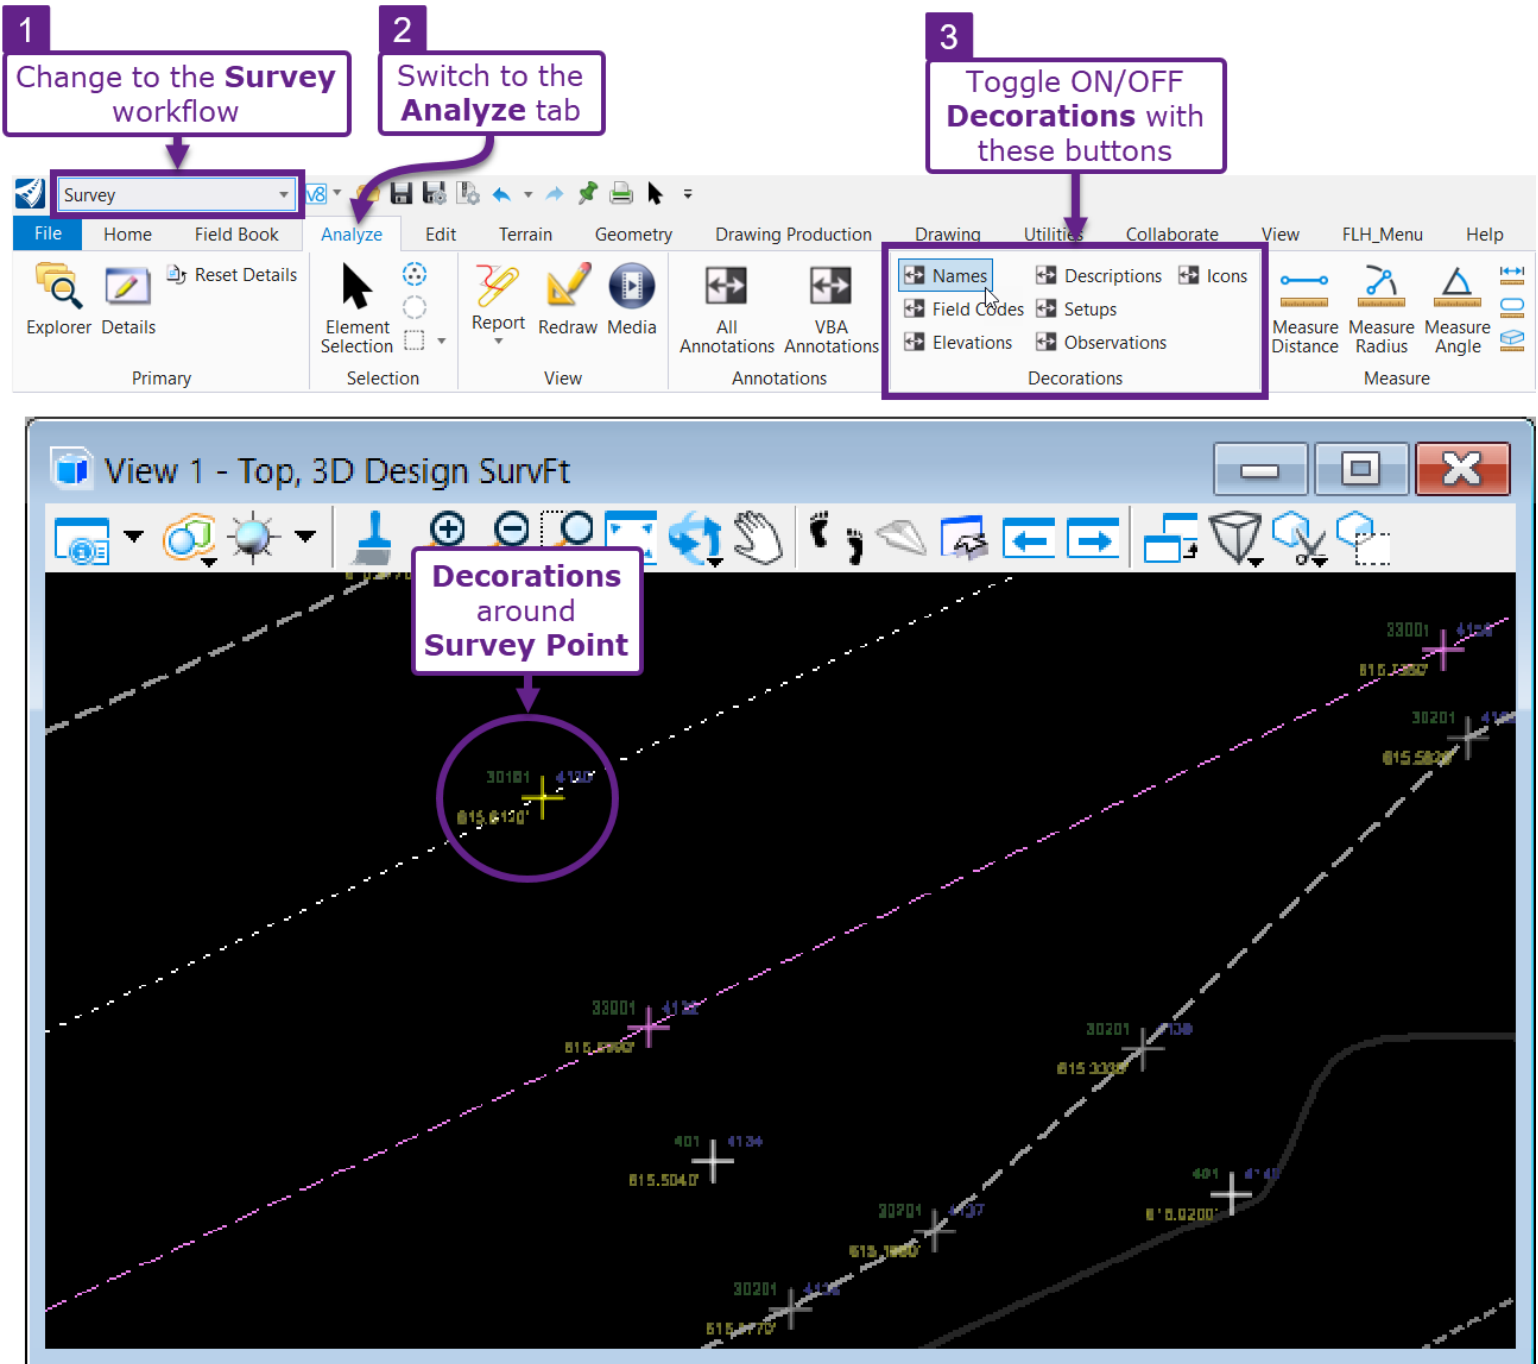 1
Change to the Survey
workflow
2
Switch to the
Analyze tab
3
Toggle ON/OFF
Decorations with
these buttons
Survey
V8
File Home Field Book Analyze Edit Terrain Geometry Drawing Production Drawing Utilities Collaborate View FLH_Menu Help
Explorer
Details
Reset Details
Primary
Element
Selection
Selection
Report
Redraw
Media
View
All
Annotations
VBA
Annotations
Annotations
Names Descriptions Icons
Field Codes Setups
Elevations Observations
Decorations
Measure
Distance
Measure
Radius
Measure
Angle
Measure
View 1 - Top, 3D Design SurvFt
Decorations
around
Survey Point
33001
30201
30101
33001
30201
401 4134
615.5040'
401
30201
30201